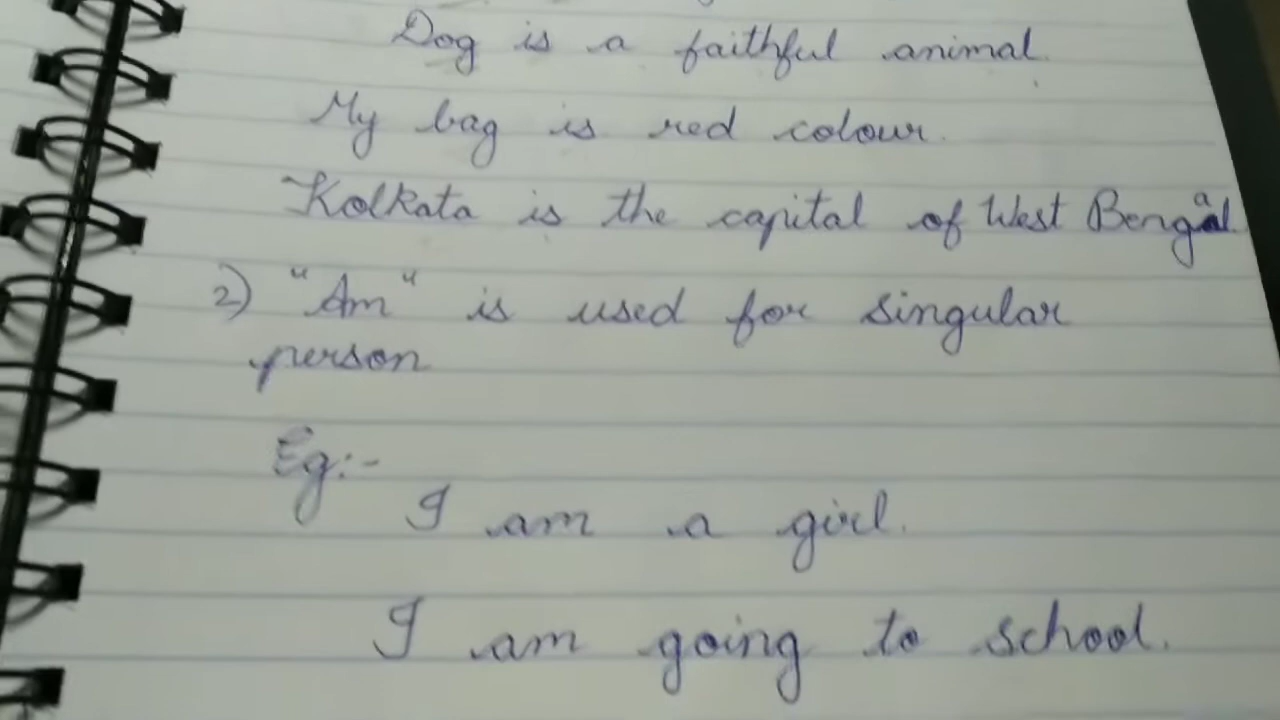 Dog is a faithful animal.
My bag is red colour.
Kolkata is the capital of West Bengal
2) "Am" is used for singular
person
Eg:-
I am a girl.
I am going to school.